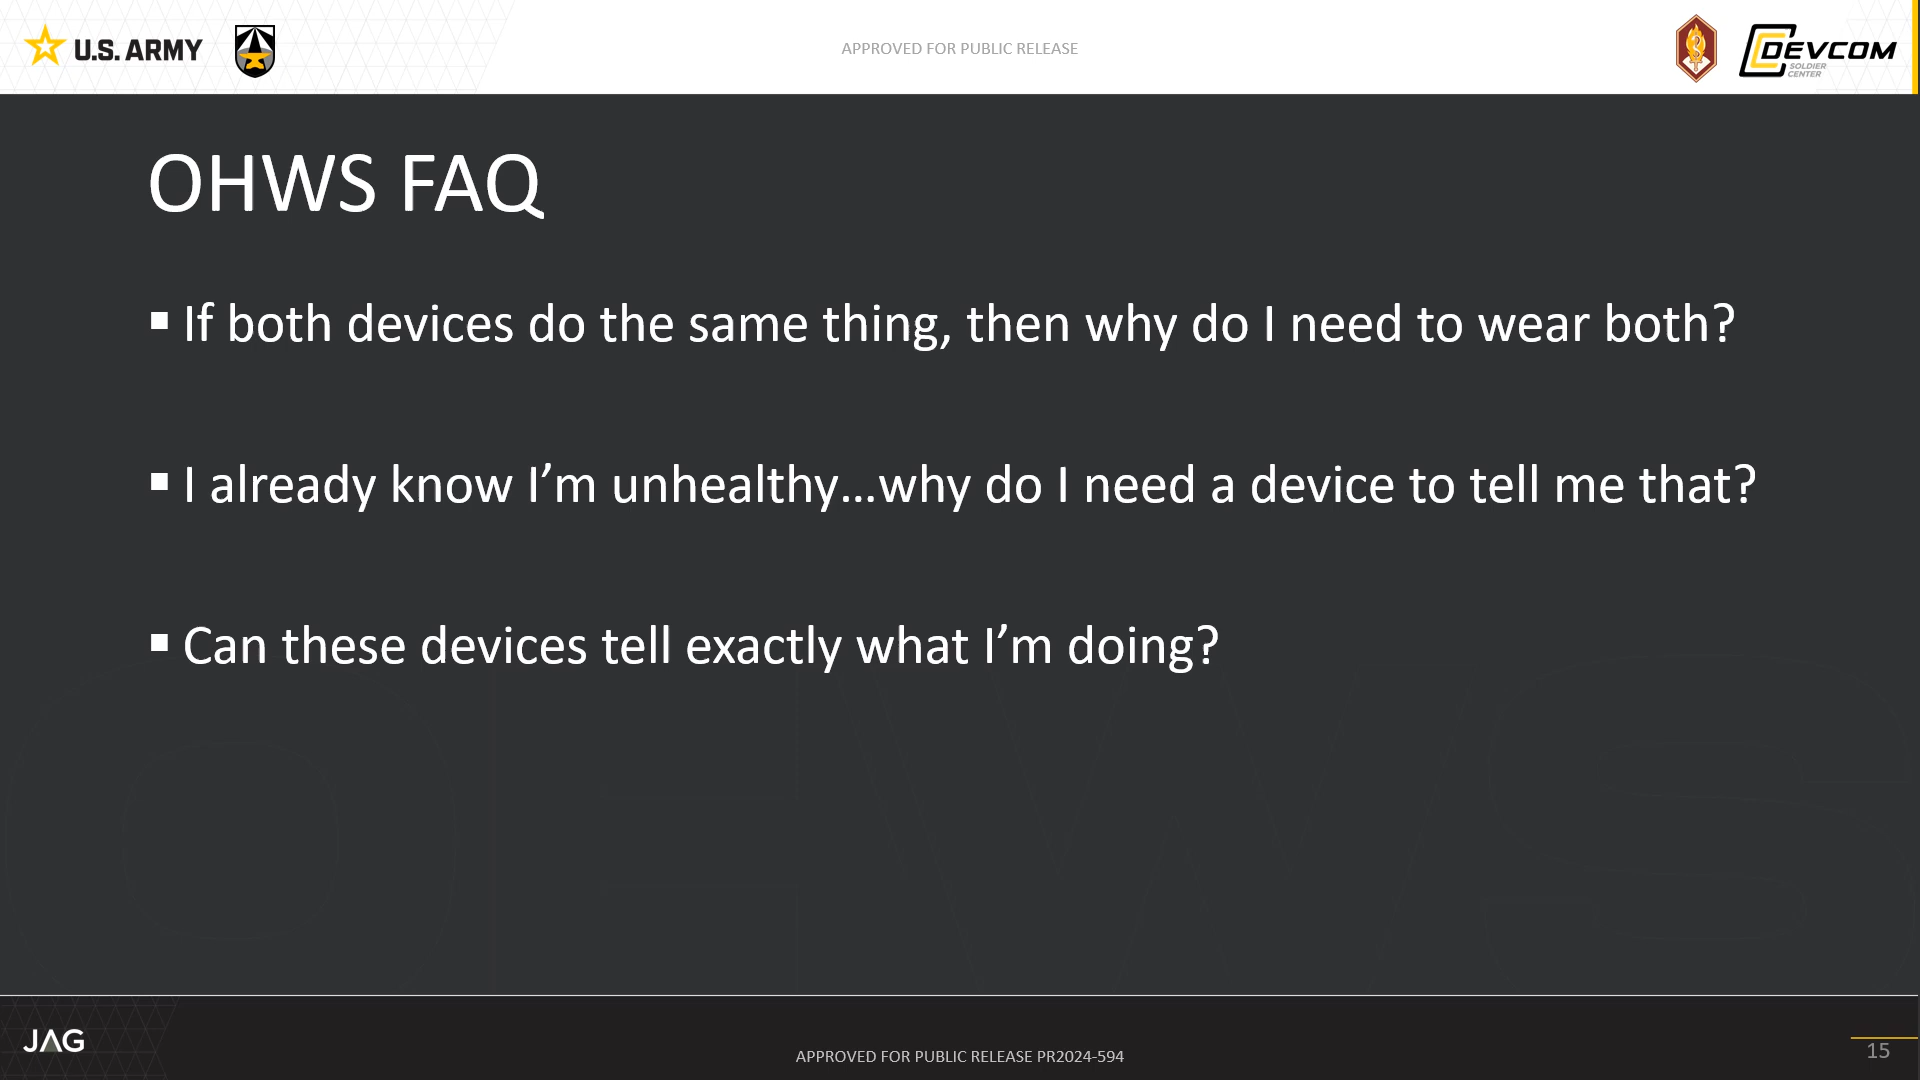 U.S. ARMY
APPROVED FOR PUBLIC RELEASE
DEVCOM
SOLDIER
CENTER
OHWS FAQ
▪ If both devices do the same thing, then why do I need to wear both?
▪ I already know I’m unhealthy…why do I need a device to tell me that?
▪ Can these devices tell exactly what I’m doing?
JAG
APPROVED FOR PUBLIC RELEASE PR2024-594
15